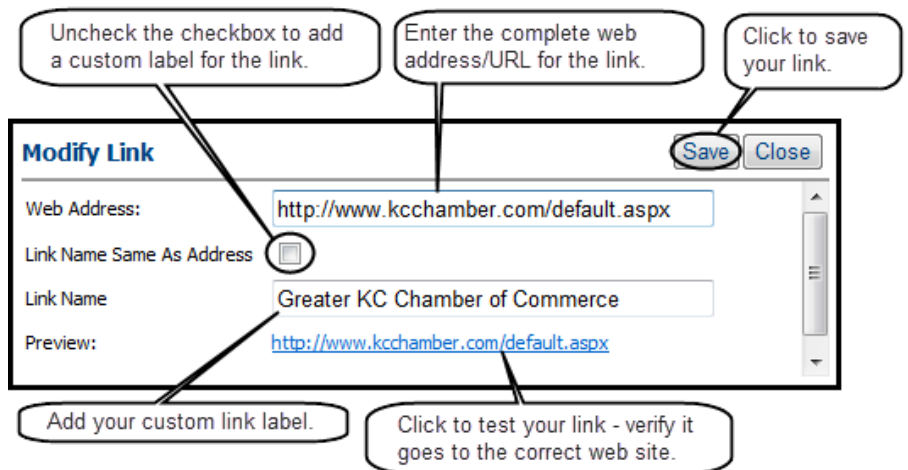 Uncheck the checkbox to add
a custom label for the link.
Enter the complete web
address/URL for the link.
Click to save
your link.
Modify Link
Save
Close
Web Address:
http://www.kcchamber.com/default.aspx
Link Name Same As Address
Link Name
Greater KC Chamber of Commerce
Preview:
http://www.kcchamber.com/default.aspx
Add your custom link label.
Click to test your link - verify it
goes to the correct web site.